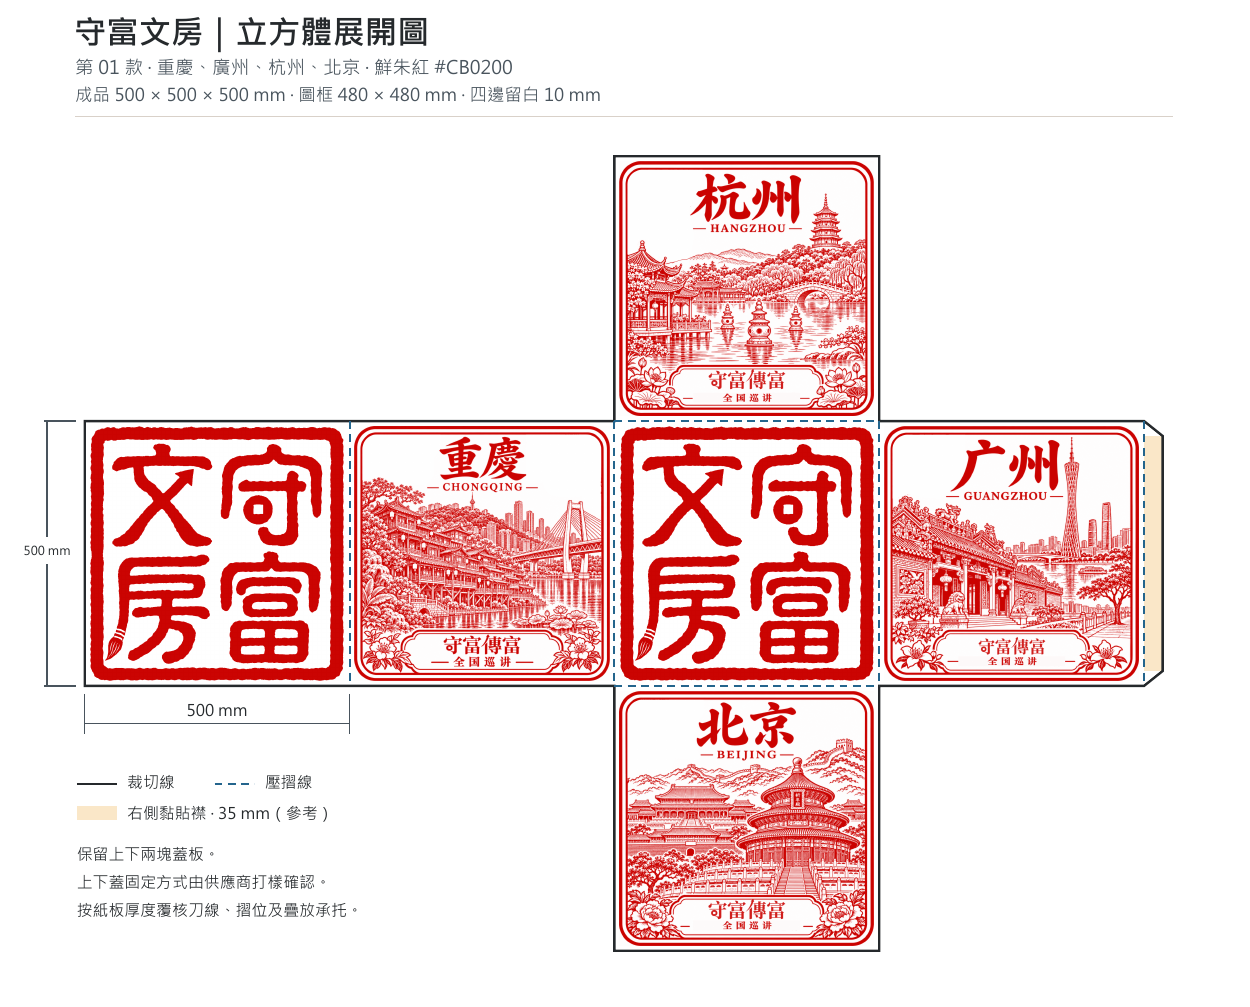 守富文房｜立方體展開圖
第 01 款 · 重慶、廣州、杭州、北京 · 鮮朱紅 #CB0200
成品 500 × 500 × 500 mm · 圖框 480 × 480 mm · 四邊留白 10 mm
杭州
HANGZHOU
守富傳富
全国巡讲
500 mm
守富
文房
重慶
CHONGQING
守富傳富
全国巡讲
守富
文房
广州
GUANGZHOU
守富傳富
全国巡讲
500 mm
北京
BEIJING
守富傳富
全国巡讲
裁切線
壓摺線
右側黏貼襟 · 35 mm（參考）
保留上下兩塊蓋板。
上下蓋固定方式由供應商打樣確認。
按紙板厚度覆核刀線、摺位及疊放承托。